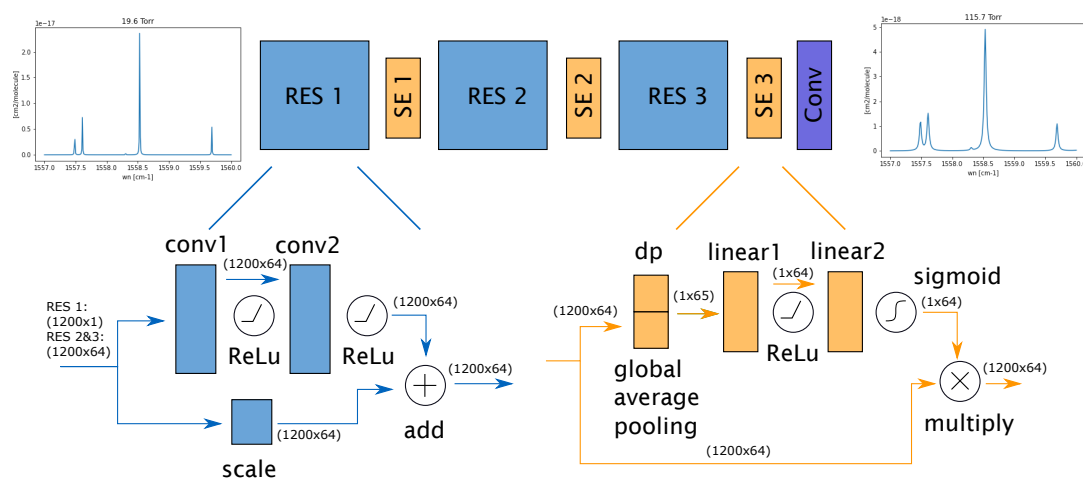 19.6 Torr
1e−17
[cm2/molecule]
2.0
1.5
1.0
0.5
0.0
1557.0
1557.5
1558.0
1558.5
1559.0
1559.5
1560.0
wn [cm-1]
RES 1
SE 1
RES 2
SE 2
RES 3
SE 3
Conv
115.7 Torr
1e−18
[cm2/molecule]
5
4
3
2
1
0
1557.0
1557.5
1558.0
1558.5
1559.0
1559.5
1560.0
wn [cm-1]
conv1
conv2
(1200x64)
(1200x64)
RES 1:
(1200x1)
RES 2&3:
(1200x64)
ReLu
ReLu
(1200x64)
add
(1200x64)
scale
dp
linear1
linear2
sigmoid
(1200x64)
(1x65)
(1x64)
(1x64)
ReLu
global
average
pooling
(1200x64)
multiply
(1200x64)